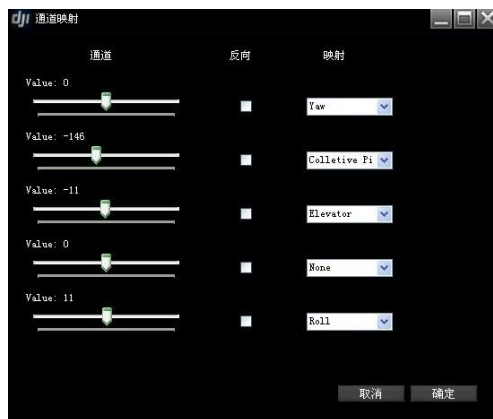 dji 通道映射
通道 反向 映射
Value: 0
Yaw
Value: -146
Colletive Pi
Value: -11
Elevator
Value: 0
None
Value: 11
Roll
取消 确定